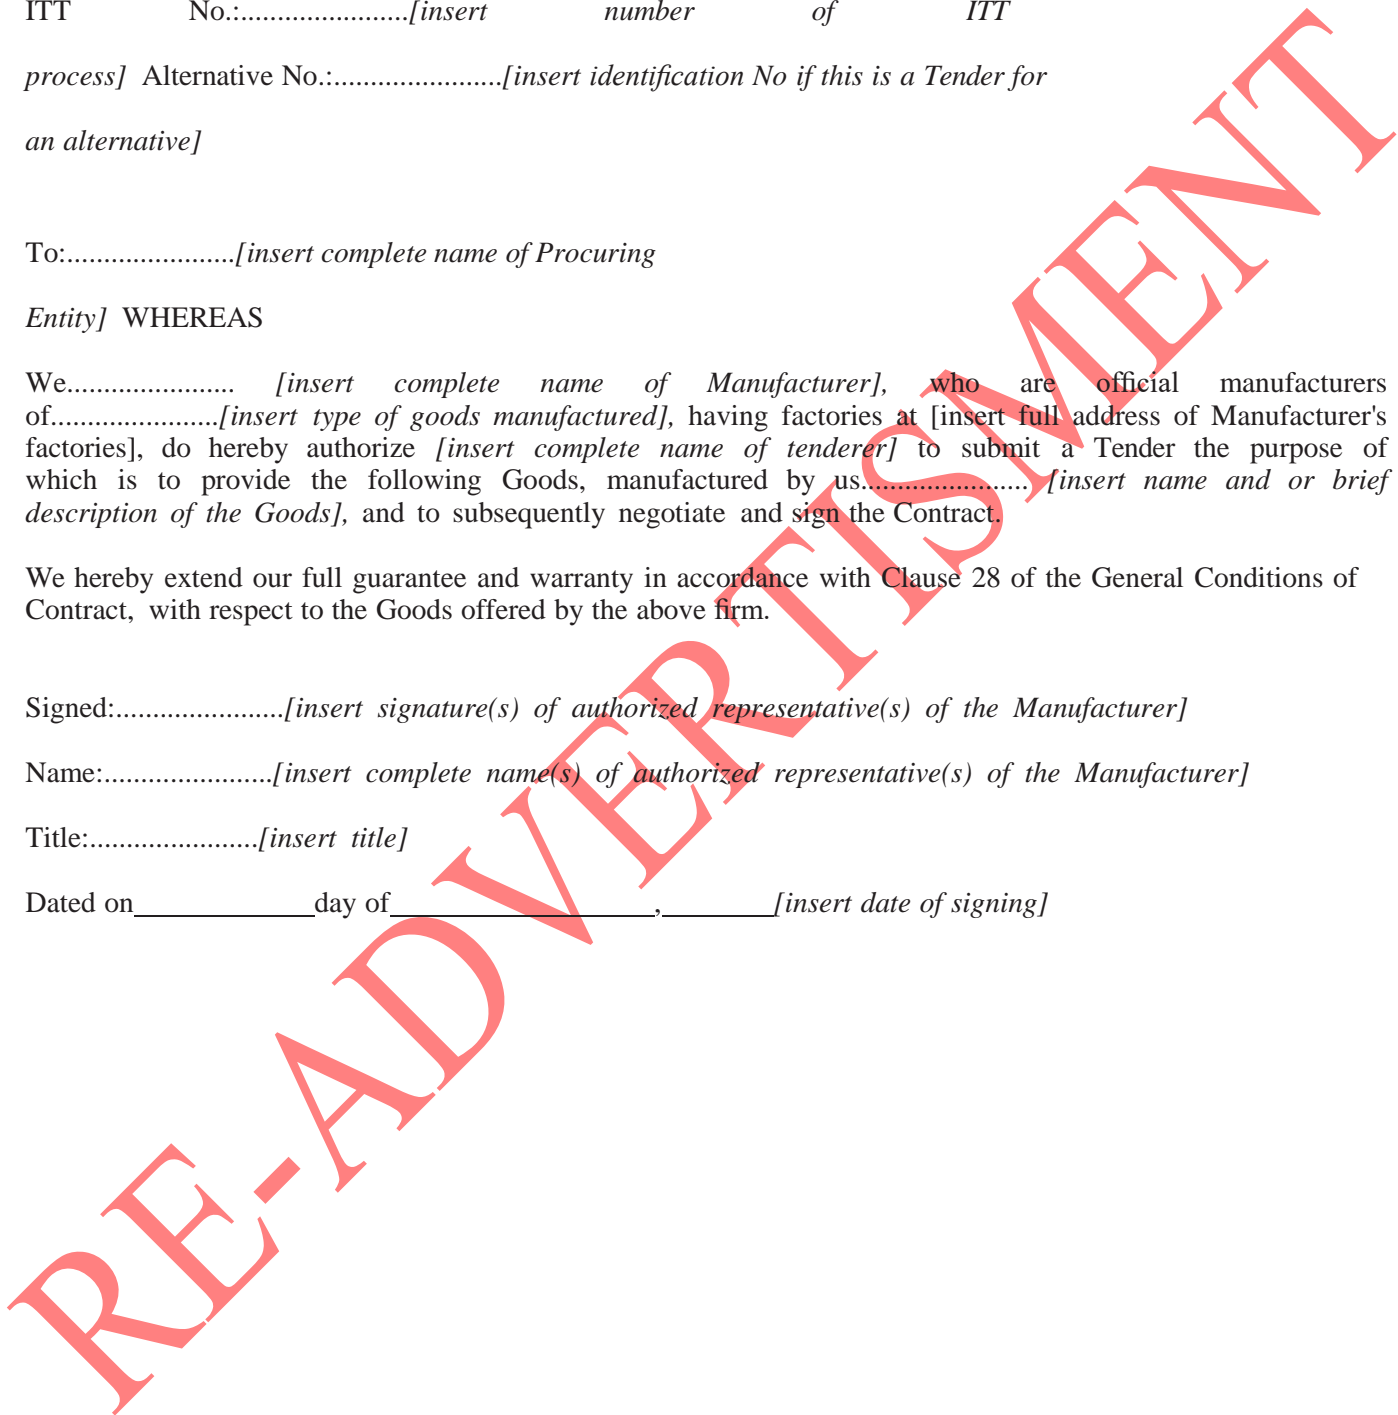 ITT No.:.......................[insert number of ITT
process] Alternative No.:.......................[insert identification No if this is a Tender for
an alternative]
To:.......................[insert complete name of Procuring
Entity] WHEREAS
We....................... [insert complete name of Manufacturer], who are official manufacturers
of.......................[insert type of goods manufactured], having factories at [insert full address of Manufacturer's
factories], do hereby authorize [insert complete name of tenderer] to submit a Tender the purpose of
which is to provide the following Goods, manufactured by us....................... [insert name and or brief
description of the Goods], and to subsequently negotiate and sign the Contract.
We hereby extend our full guarantee and warranty in accordance with Clause 28 of the General Conditions of
Contract, with respect to the Goods offered by the above firm.
Signed:.......................[insert signature(s) of authorized representative(s) of the Manufacturer]
Name:.......................[insert complete name(s) of authorized representative(s) of the Manufacturer]
Title:.......................[insert title]
Dated on____________day of__________________,________[insert date of signing]
RE-ADVERTISMENT